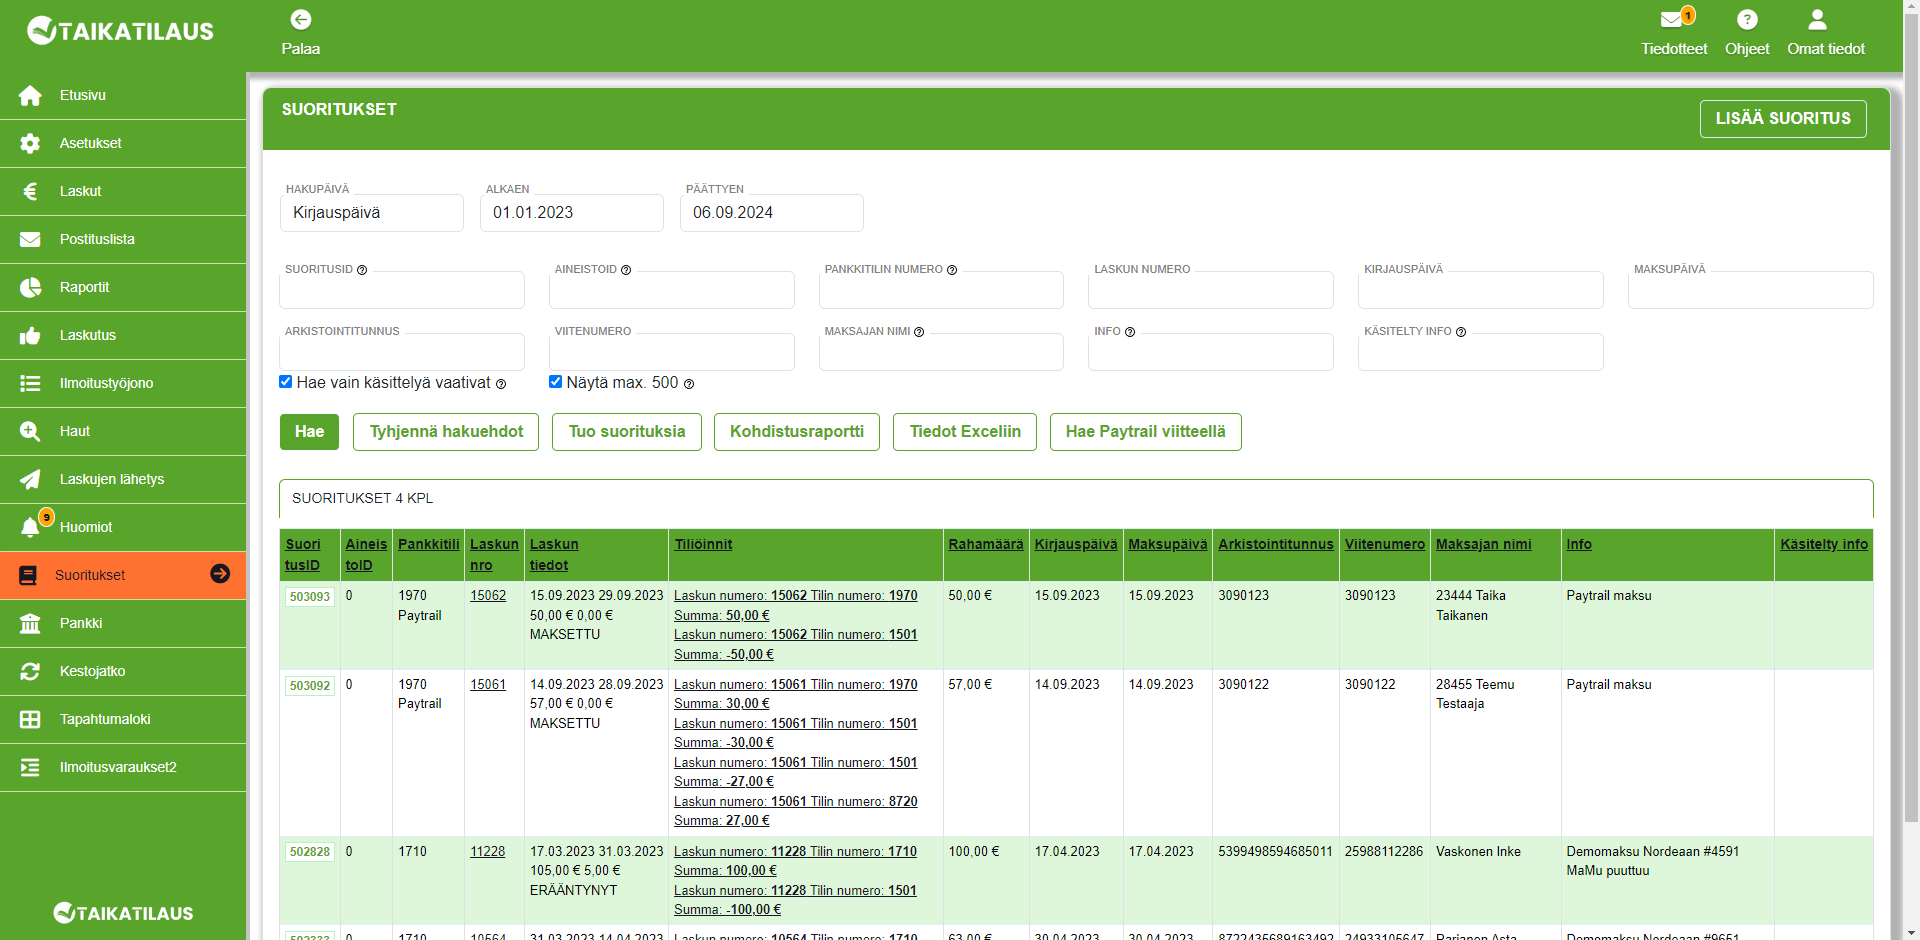 TAIKATILAUS
Palaa
1
Tiedotteet
Ohjeet
Omat tiedot
Etusivu
Asetukset
Laskut
Postituslista
Raportit
Laskutus
Ilmoitustyöjono
Haut
Laskujen lähetys
9
Huomiot
Suoritukset
Pankki
Kestojatko
Tapahtumaloki
Ilmoitusvaraukset2
TAIKATILAUS
SUORITUKSET
LISÄÄ SUORITUS
HAKUPÄIVÄ ALKAEN PÄÄTTYEN
Kirjauspäivä 01.01.2023 06.09.2024
SUORITUSID AINEISTOID PANKKITILIN NUMERO LASKUN NUMERO KIRJAUSPÄIVÄ MAKSUPÄIVÄ
ARKISTOINTITUNNUS VIITENUMERO MAKSAJAN NIMI INFO KÄSITELTY INFO
Hae vain käsittelyä vaativat Näytä max. 500
Hae Tyhjennä hakuehdot Tuo suorituksia Kohdistusraportti Tiedot Exceliin Hae Paytrail viitteellä
SUORITUKSET 4 KPL
Suori Aineis Pankkitili Laskun Laskun Tiliöinnit Rahamäärä Kirjauspäivä Maksupäivä Arkistointitunnus Viitenumero Maksajan nimi Info Käsitelty info
tusID toID nro tiedot
503093 0 1970 15062 15.09.2023 29.09.2023 Laskun numero: 15062 Tilin numero: 1970 50,00 € 15.09.2023 15.09.2023 3090123 3090123 23444 Taika Paytrail maksu
Paytrail 50,00 € 0,00 € Summa: 50,00 € Taikanen
MAKSETTU Laskun numero: 15062 Tilin numero: 1501
Summa: -50,00 €
503092 0 1970 15061 14.09.2023 28.09.2023 Laskun numero: 15061 Tilin numero: 1970 57,00 € 14.09.2023 14.09.2023 3090122 3090122 28455 Teemu Paytrail maksu
Paytrail 57,00 € 0,00 € Summa: 30,00 € Testaaja
MAKSETTU Laskun numero: 15061 Tilin numero: 1501
Summa: -30,00 €
Laskun numero: 15061 Tilin numero: 1501
Summa: -27,00 €
Laskun numero: 15061 Tilin numero: 8720
Summa: 27,00 €
502828 0 1710 11228 17.03.2023 31.03.2023 Laskun numero: 11228 Tilin numero: 1710 100,00 € 17.04.2023 17.04.2023 5399498594685011 25988112286 Vaskonen Inke Demomaksu Nordeaan #4591
105,00 € 5,00 € Summa: 100,00 € MaMu puuttuu
ERÄÄNTYNYT Laskun numero: 11228 Tilin numero: 1501
Summa: -100,00 €
502333 0 1710 10564 31.03.2023 14.04.2023 Laskun numero: 10564 Tilin numero: 1710 63,00 € 30.04.2023 30.04.2023 8722435689163492 24933105647 Parjanen Asta Demomaksu Nordeaan #9651